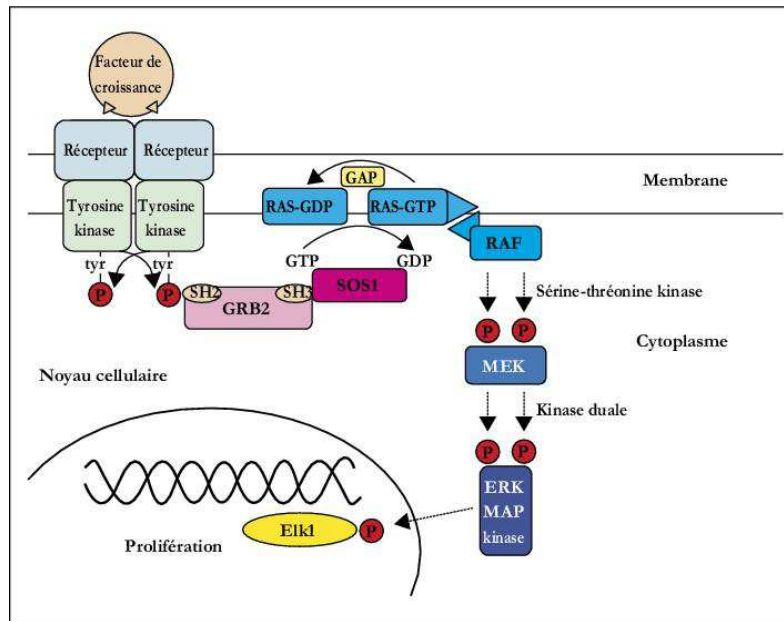 Facteur de
croissance
Récepteur
Récepteur
Tyrosine
kinase
Tyrosine
kinase
tyr
tyr
P
P
SH2
SH3
GRB2
SOS1
GTP
GDP
GAP
RAS-GDP
RAS-GTP
RAF
Membrane
Sérine-thréonine kinase
P
P
MEK
Cytoplasme
Kinase duale
P
P
ERK
MAP
kinase
Noyau cellulaire
Elk1
P
Prolifération